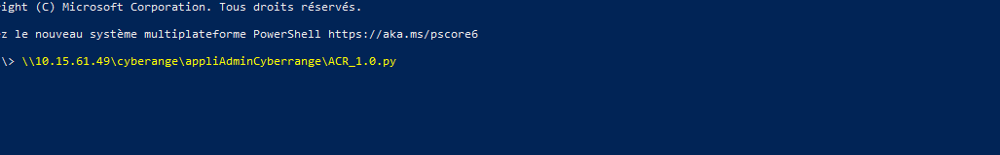 right (C) Microsoft Corporation. Tous droits réservés.
z le nouveau système multiplateforme PowerShell https://aka.ms/pscore6
\> \\10.15.61.49\cyberange\appliAdminCyberrange\ACR_1.0.py